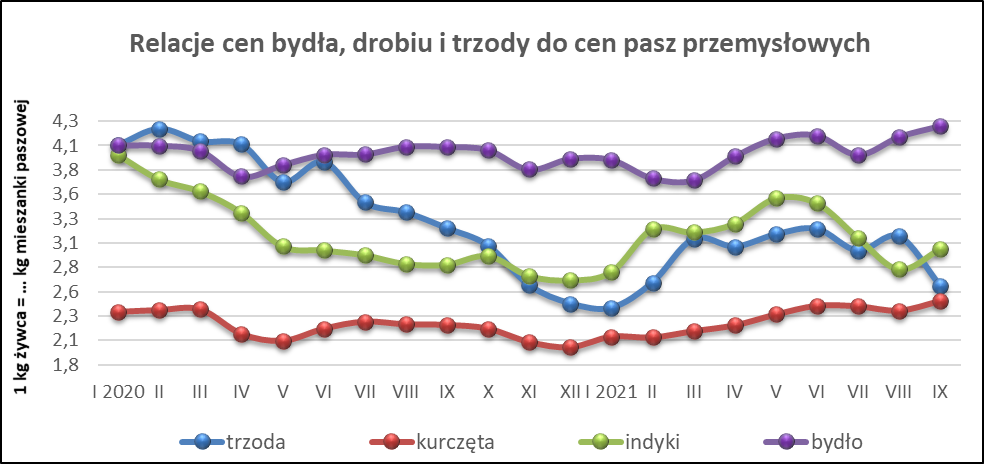 Relacje cen bydła, drobiu i trzody do cen pasz przemysłowych
1 kg żywca = ... kg mieszanki paszowej
4,3
4,1
3,8
3,6
3,3
3,1
2,8
2,6
2,3
2,1
1,8
I 2020 II III IV V VI VII VIII IX X XI XII I 2021 II III IV V VI VII VIII IX
trzoda kurczęta indyki bydło